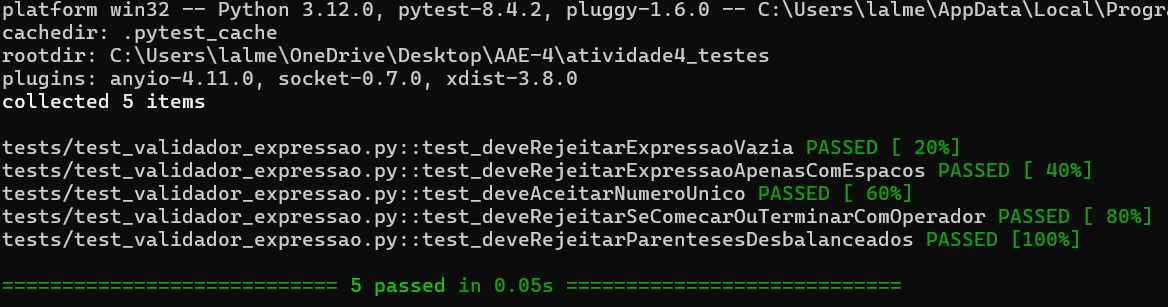 platform win32 -- Python 3.12.0, pytest-8.4.2, pluggy-1.6.0 -- C:\Users\lalme\AppData\Local\Progra
cachedir: .pytest_cache
rootdir: C:\Users\lalme\OneDrive\Desktop\AAE-4\atividade4_testes
plugins: anyio-4.11.0, socket-0.7.0, xdist-3.8.0
collected 5 items
tests/test_validador_expressao.py::test_deveRejeitarExpressaoVazia PASSED [ 20%]
tests/test_validador_expressao.py::test_deveRejeitarExpressaoApenasComEspacos PASSED [ 40%]
tests/test_validador_expressao.py::test_deveAceitarNumeroUnico PASSED [ 60%]
tests/test_validador_expressao.py::test_deveRejeitarSeComecarOuTerminarComOperador PASSED [ 80%]
tests/test_validador_expressao.py::test_deveRejeitarParentesesDesbalanceados PASSED [100%]
============================ 5 passed in 0.05s ============================